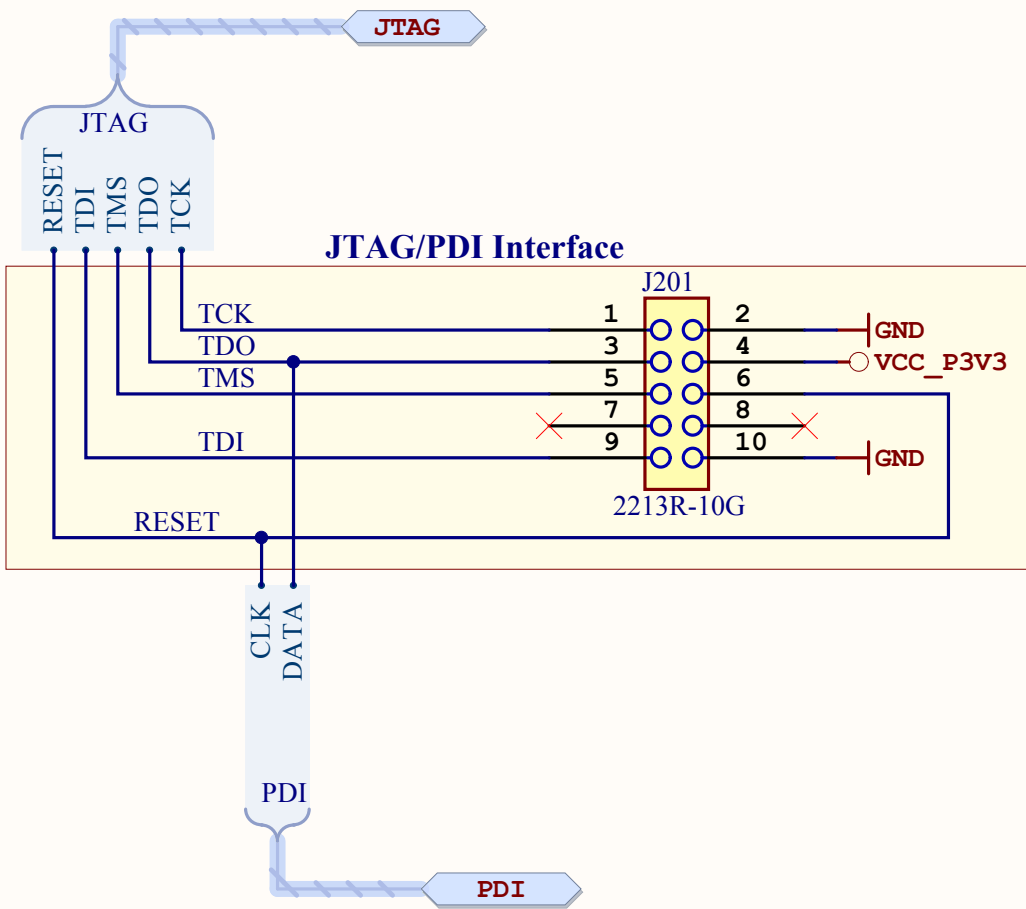 JTAG
JTAG
RESET
TDI
TMS
TDO
TCK
JTAG/PDI Interface
J201
TCK 1 2 GND
TDO 3 4 VCC_P3V3
TMS 5 6
7 8
TDI 9 10 GND
2213R-10G
RESET
CLK
DATA
PDI
PDI